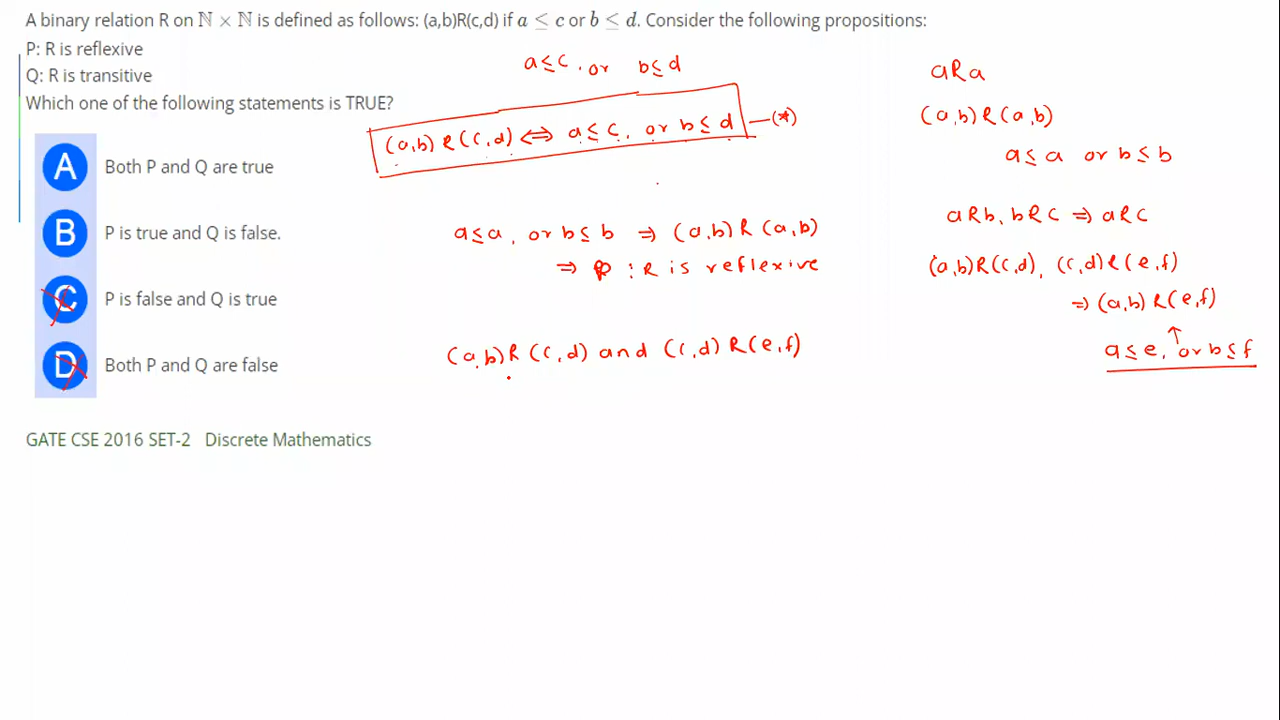 A binary relation R on ℕ × ℕ is defined as follows: (a,b)R(c,d) if a ≤ c or b ≤ d. Consider the following propositions:
P: R is reflexive
Q: R is transitive
Which one of the following statements is TRUE?
A Both P and Q are true
B P is true and Q is false.
C P is false and Q is true
D Both P and Q are false
GATE CSE 2016 SET-2 Discrete Mathematics
a≤c, or b≤d
(a,b) R (c,d) ⇔ a≤c, or b≤d —(*)
a≤a, or b≤b ⇒ (a,b) R (a,b)
⇒ P : R is reflexive
(a,b) R (c,d) and (c,d) R (e,f)
aRa
(a,b) R (a,b)
a≤a or b≤b
aRb, bRc ⇒ aRc
(a,b)R(c,d), (c,d)R(e,f)
⇒ (a,b) R(e,f)
↑
a≤e, or b≤f